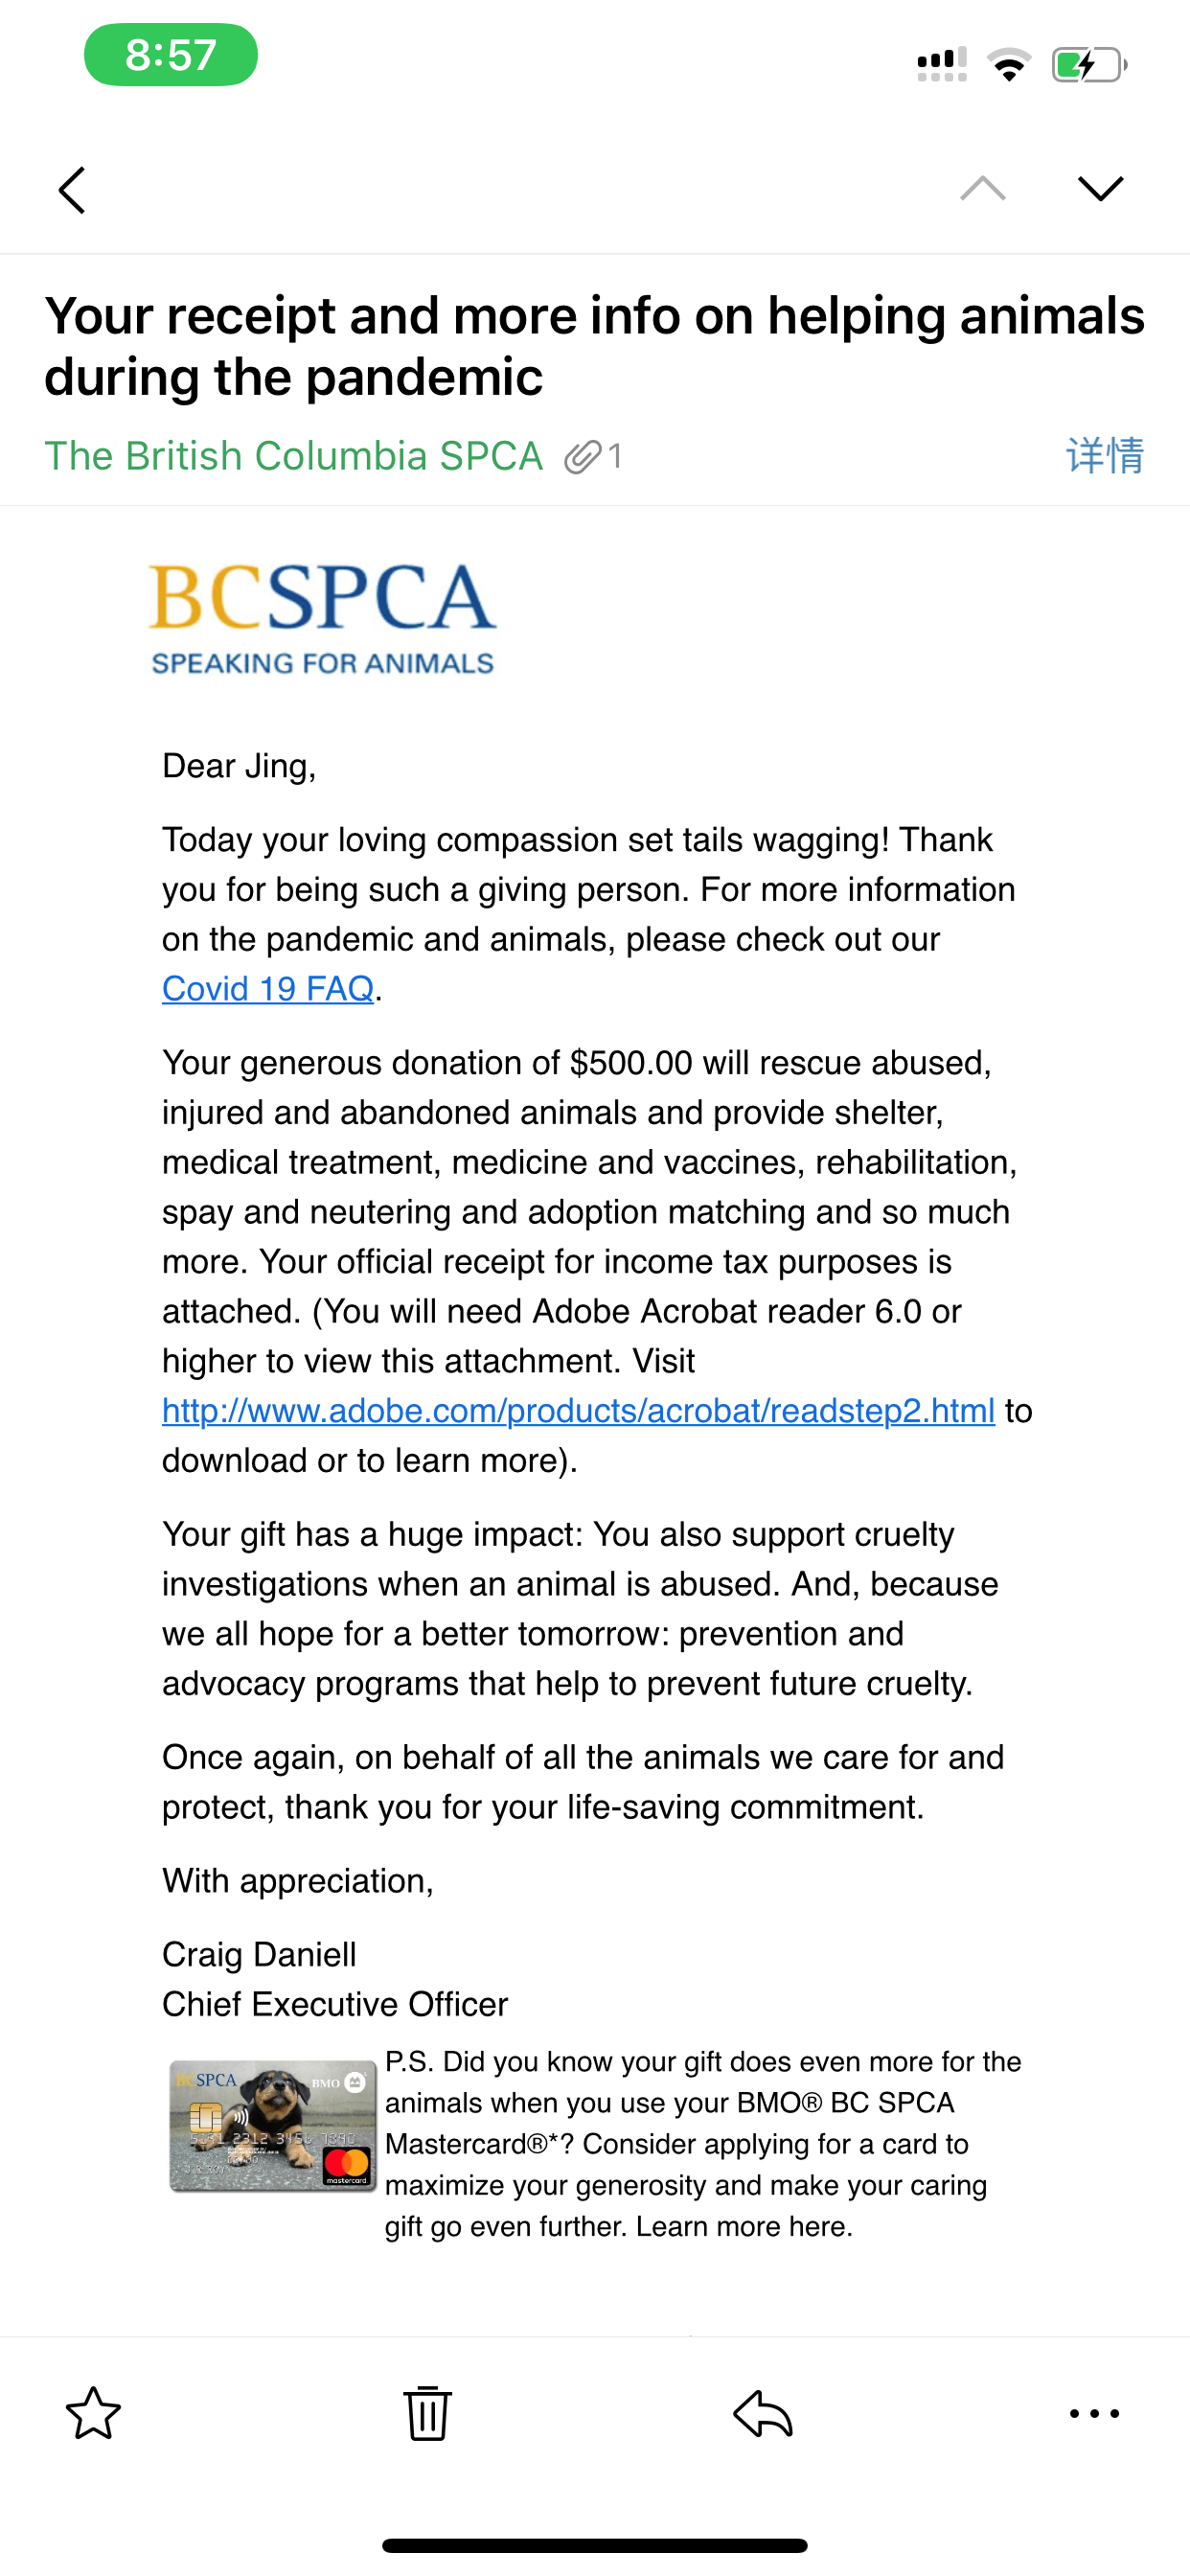 8:57
Your receipt and more info on helping animals
during the pandemic
The British Columbia SPCA 1
详情
BCSPCA
SPEAKING FOR ANIMALS
Dear Jing,
Today your loving compassion set tails wagging! Thank
you for being such a giving person. For more information
on the pandemic and animals, please check out our
Covid 19 FAQ.
Your generous donation of $500.00 will rescue abused,
injured and abandoned animals and provide shelter,
medical treatment, medicine and vaccines, rehabilitation,
spay and neutering and adoption matching and so much
more. Your official receipt for income tax purposes is
attached. (You will need Adobe Acrobat reader 6.0 or
higher to view this attachment. Visit
http://www.adobe.com/products/acrobat/readstep2.html to
download or to learn more).
Your gift has a huge impact: You also support cruelty
investigations when an animal is abused. And, because
we all hope for a better tomorrow: prevention and
advocacy programs that help to prevent future cruelty.
Once again, on behalf of all the animals we care for and
protect, thank you for your life-saving commitment.
With appreciation,
Craig Daniell
Chief Executive Officer
BCSPCA
BMO
2312 3456 7890
mastercard
P.S. Did you know your gift does even more for the
animals when you use your BMO® BC SPCA
Mastercard®*? Consider applying for a card to
maximize your generosity and make your caring
gift go even further. Learn more here.